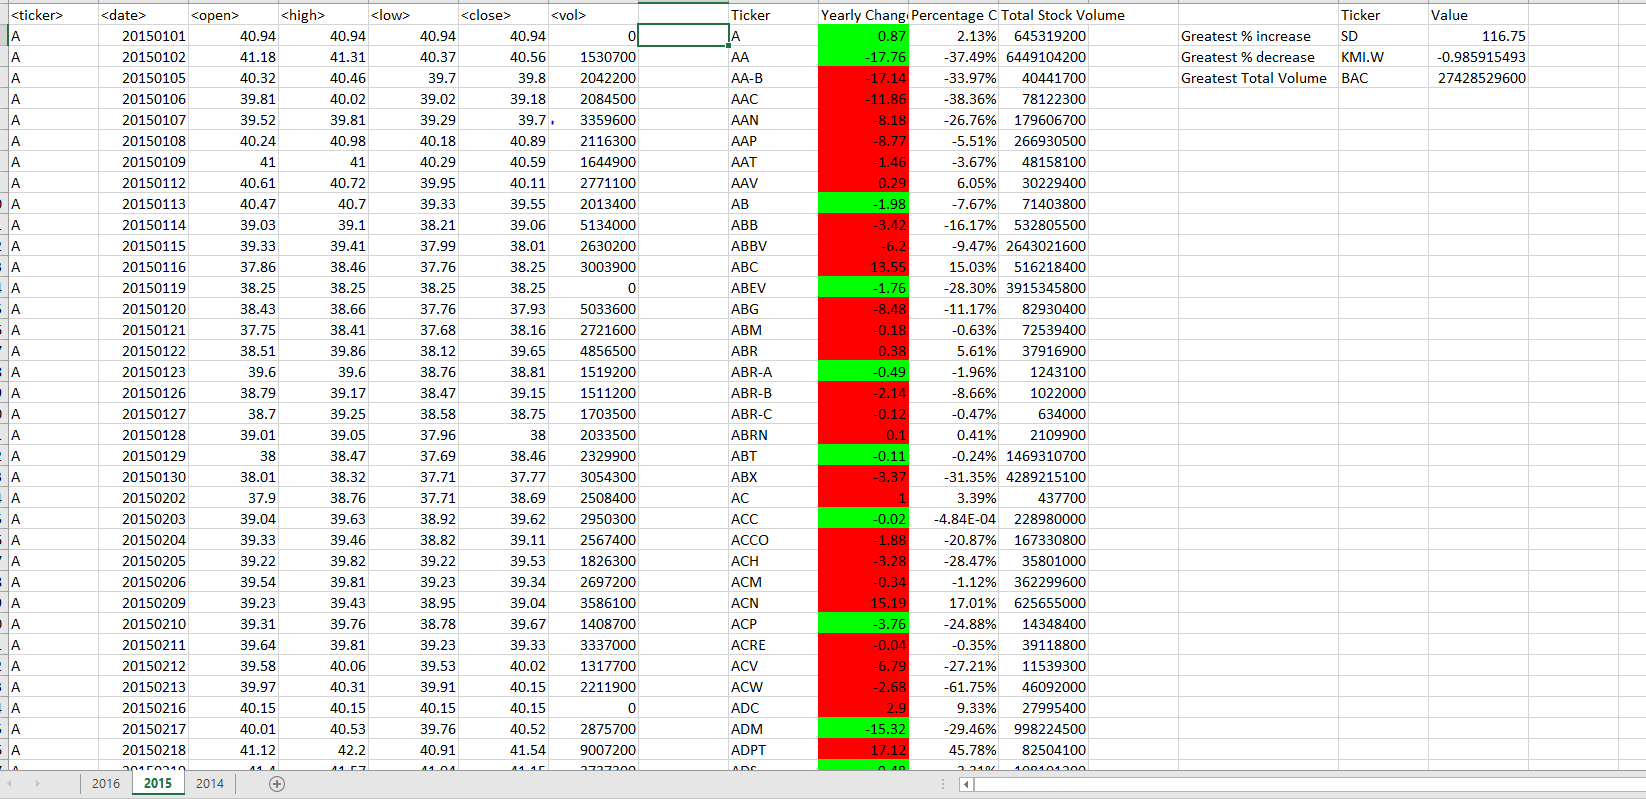 <ticker> <date> <open> <high> <low> <close> <vol> Ticker Yearly Chang Percentage C Total Stock Volume Ticker Value
A 20150101 40.94 40.94 40.94 40.94 0 A 0.87 2.13% 645319200 Greatest % increase SD 116.75
A 20150102 41.18 41.31 40.37 40.56 1530700 AA -17.76 -37.49% 6449104200 Greatest % decrease KMI.W -0.985915493
A 20150105 40.32 40.46 39.7 39.8 2042200 AA-B -17.14 -33.97% 40441700 Greatest Total Volume BAC 27428529600
A 20150106 39.81 40.02 39.02 39.18 2084500 AAC -11.86 -38.36% 78122300
A 20150107 39.52 39.81 39.29 39.7 3359600 AAN -8.18 -26.76% 179606700
A 20150108 40.24 40.98 40.18 40.89 2116300 AAP -8.77 -5.51% 266930500
A 20150109 41 41 40.29 40.59 1644900 AAT -1.46 -3.67% 48158100
A 20150112 40.61 40.72 39.95 40.11 2771100 AAV 0.29 6.05% 30229400
A 20150113 40.47 40.7 39.33 39.55 2013400 AB -1.98 -7.67% 71403800
A 20150114 39.03 39.1 38.21 39.06 5134000 ABB -3.42 -16.17% 532805500
A 20150115 39.33 39.41 37.99 38.01 2630200 ABBV -6.2 -9.47% 2643021600
A 20150116 37.86 38.46 37.76 38.25 3003900 ABC 13.55 15.03% 516218400
A 20150119 38.25 38.25 38.25 38.25 0 ABEV -1.76 -28.30% 3915345800
A 20150120 38.43 38.66 37.76 37.93 5033600 ABG -8.48 -11.17% 82930400
A 20150121 37.75 38.41 37.68 38.16 2721600 ABM -0.18 -0.63% 72539400
A 20150122 38.51 39.86 38.12 39.65 4856500 ABR 0.38 5.61% 37916900
A 20150123 39.6 39.6 38.76 38.81 1519200 ABR-A -0.49 -1.96% 1243100
A 20150126 38.79 39.17 38.47 39.15 1511200 ABR-B -2.14 -8.66% 1022000
A 20150127 38.7 39.25 38.58 38.75 1703500 ABR-C -0.12 -0.47% 634000
A 20150128 39.01 39.05 37.96 38 2033500 ABRN 0.1 0.41% 2109900
A 20150129 38 38.47 37.69 38.46 2329900 ABT -0.11 -0.24% 1469310700
A 20150130 38.01 38.32 37.71 37.77 3054300 ABX -3.37 -31.35% 4289215100
A 20150202 37.9 38.76 37.71 38.69 2508400 AC 1 3.39% 437700
A 20150203 39.04 39.63 38.92 39.62 2950300 ACC -0.02 -4.84E-04 228980000
A 20150204 39.33 39.46 38.82 39.11 2567400 ACCO -1.88 -20.87% 167330800
A 20150205 39.22 39.82 39.22 39.53 1826300 ACH -3.28 -28.47% 35801000
A 20150206 39.54 39.81 39.23 39.34 2697200 ACM -0.34 -1.12% 362299600
A 20150209 39.23 39.43 38.95 39.04 3586100 ACN 15.19 17.01% 625655000
A 20150210 39.31 39.76 38.78 39.67 1408700 ACP -3.76 -24.88% 14348400
A 20150211 39.64 39.81 39.23 39.33 3337000 ACRE -0.04 -0.35% 39118800
A 20150212 39.58 40.06 39.53 40.02 1317700 ACV -6.79 -27.21% 11539300
A 20150213 39.97 40.31 39.91 40.15 2211900 ACW -2.68 -61.75% 46092000
A 20150216 40.15 40.15 40.15 40.15 0 ADC 2.9 9.33% 27995400
A 20150217 40.01 40.53 39.76 40.52 2875700 ADM -15.32 -29.46% 998224500
A 20150218 41.12 42.2 40.91 41.54 9007200 ADPT 17.12 45.78% 82504100
2016 2015 2014